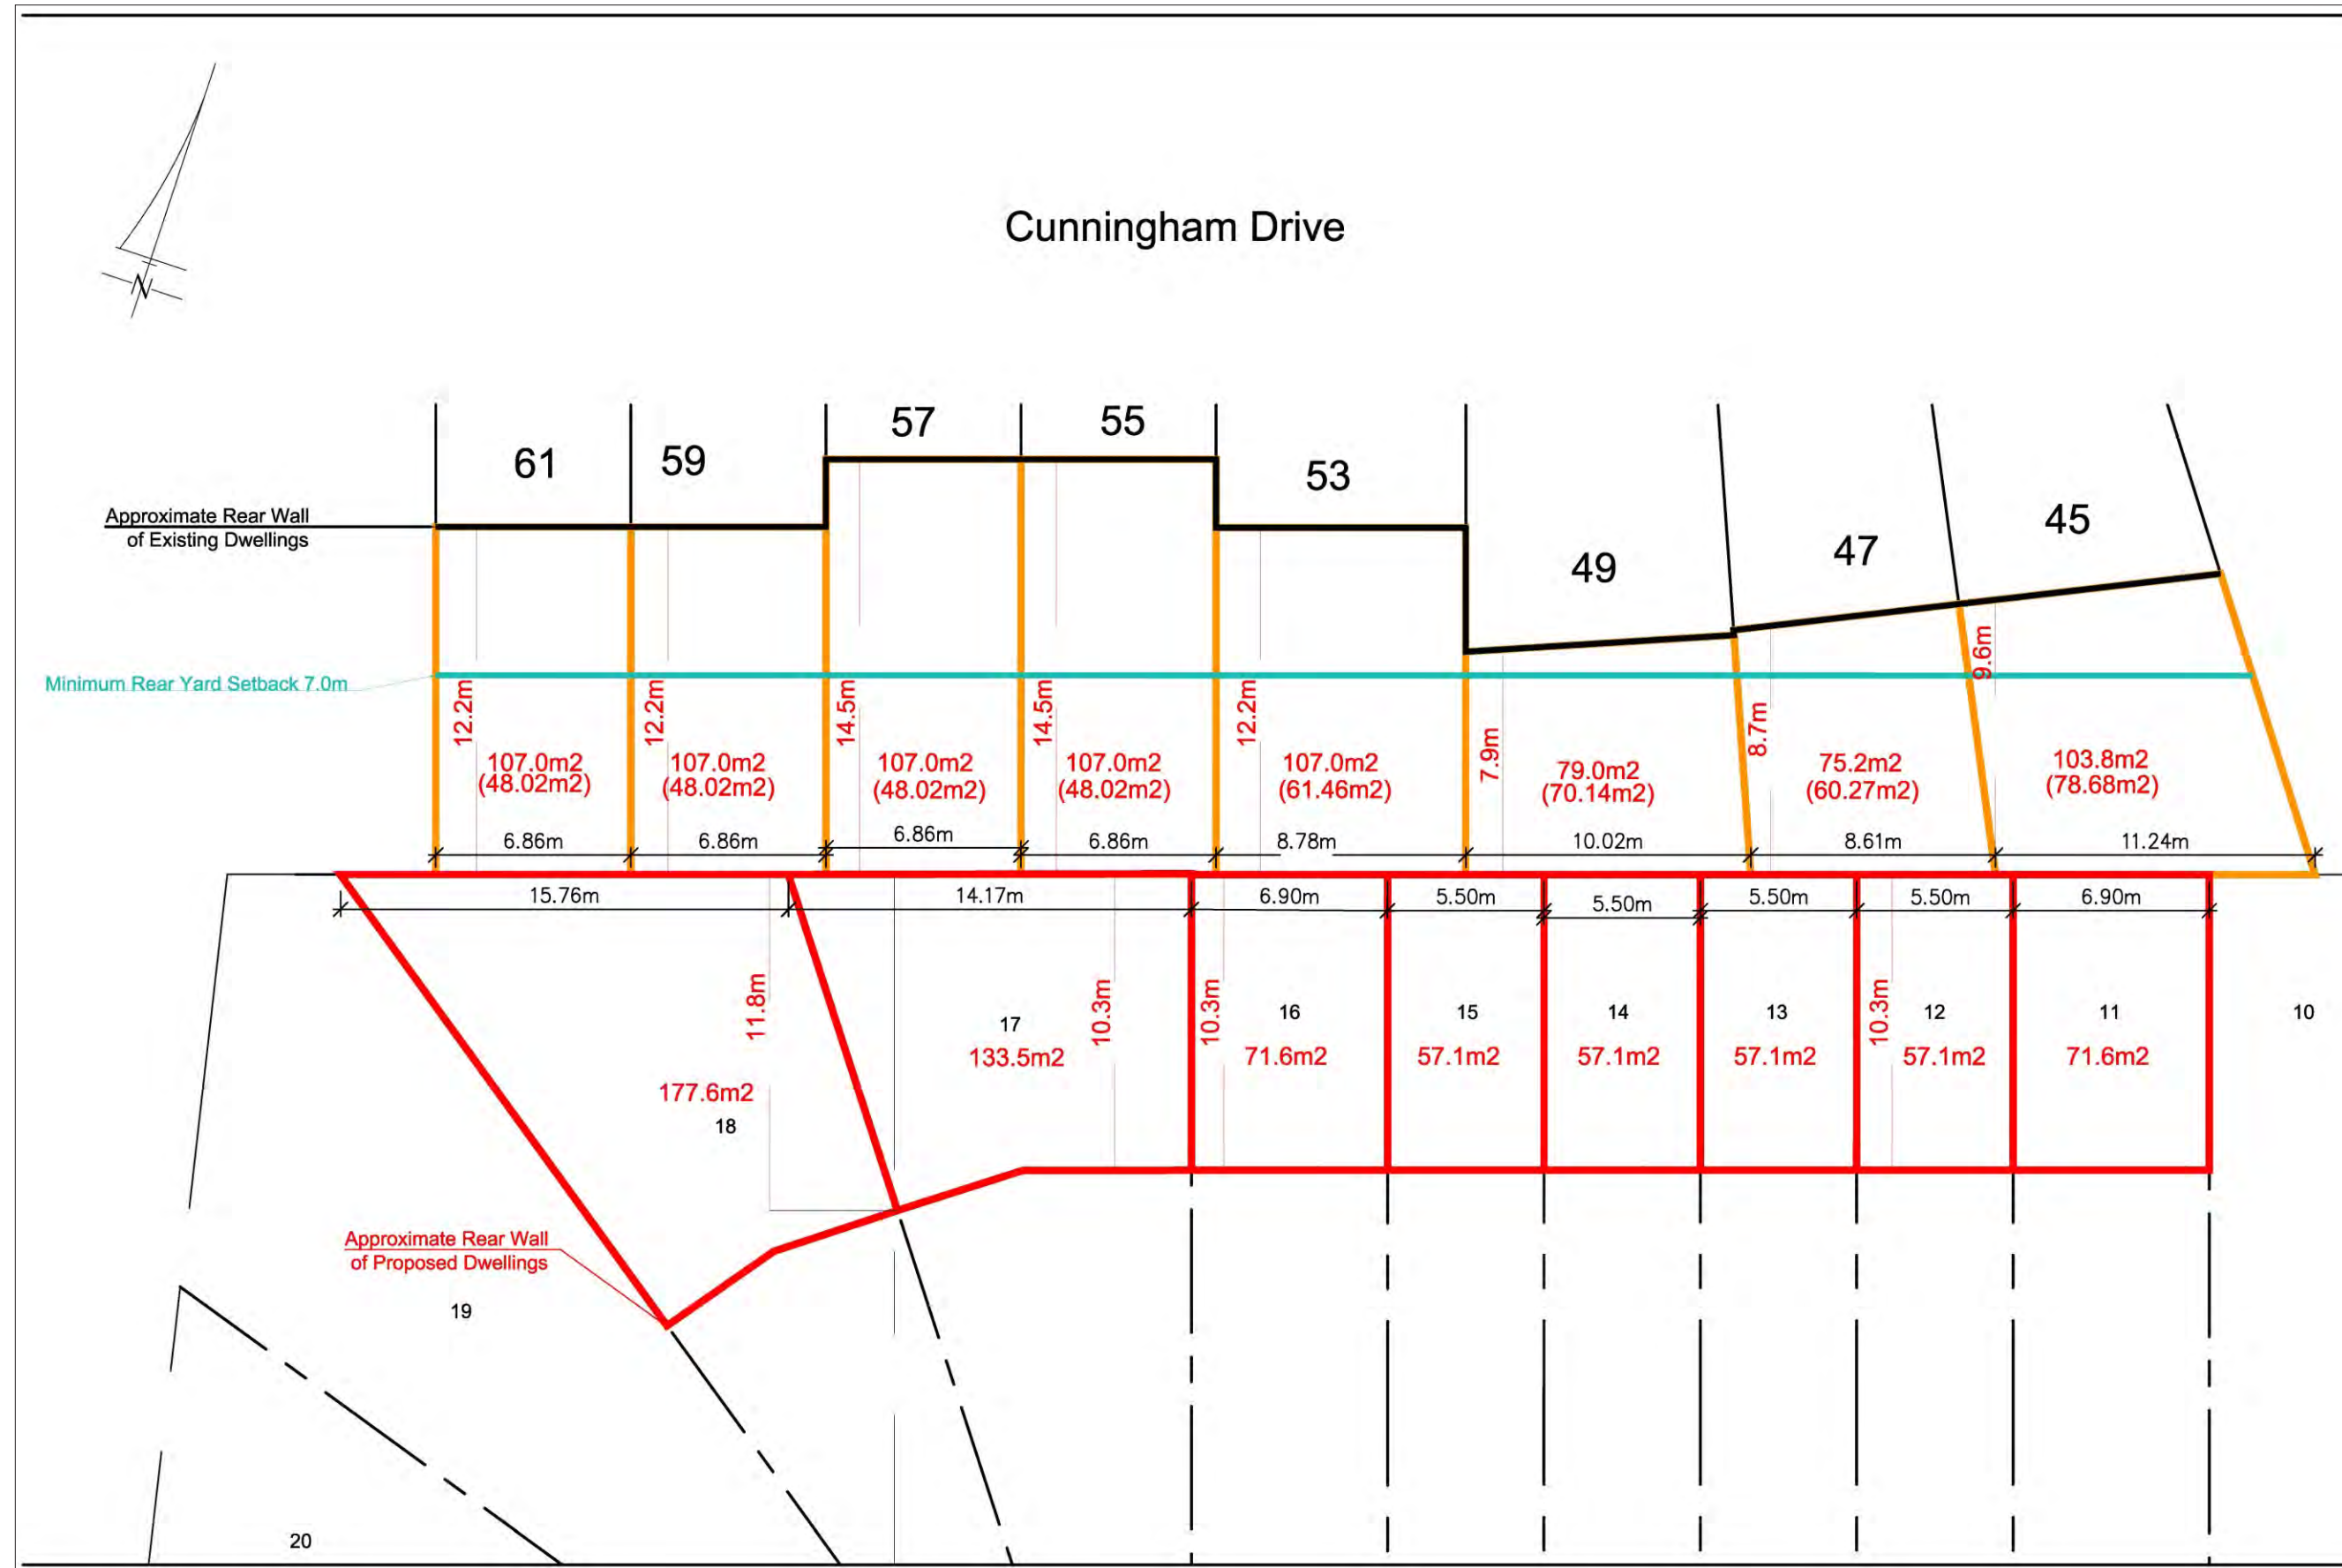 N
Cunningham Drive
61
59
57
55
53
49
47
45
Approximate Rear Wall
of Existing Dwellings
Minimum Rear Yard Setback 7.0m
12.2m
12.2m
14.5m
14.5m
12.2m
7.9m
8.7m
9.6m
107.0m2
(48.02m2)
107.0m2
(48.02m2)
107.0m2
(48.02m2)
107.0m2
(48.02m2)
107.0m2
(61.46m2)
79.0m2
(70.14m2)
75.2m2
(60.27m2)
103.8m2
(78.68m2)
6.86m
6.86m
6.86m
6.86m
8.78m
10.02m
8.61m
11.24m
15.76m
14.17m
6.90m
5.50m
5.50m
5.50m
5.50m
6.90m
11.8m
10.3m
10.3m
10.3m
17
133.5m2
16
71.6m2
15
57.1m2
14
57.1m2
13
57.1m2
12
57.1m2
11
71.6m2
10
177.6m2
18
Approximate Rear Wall
of Proposed Dwellings
19
20